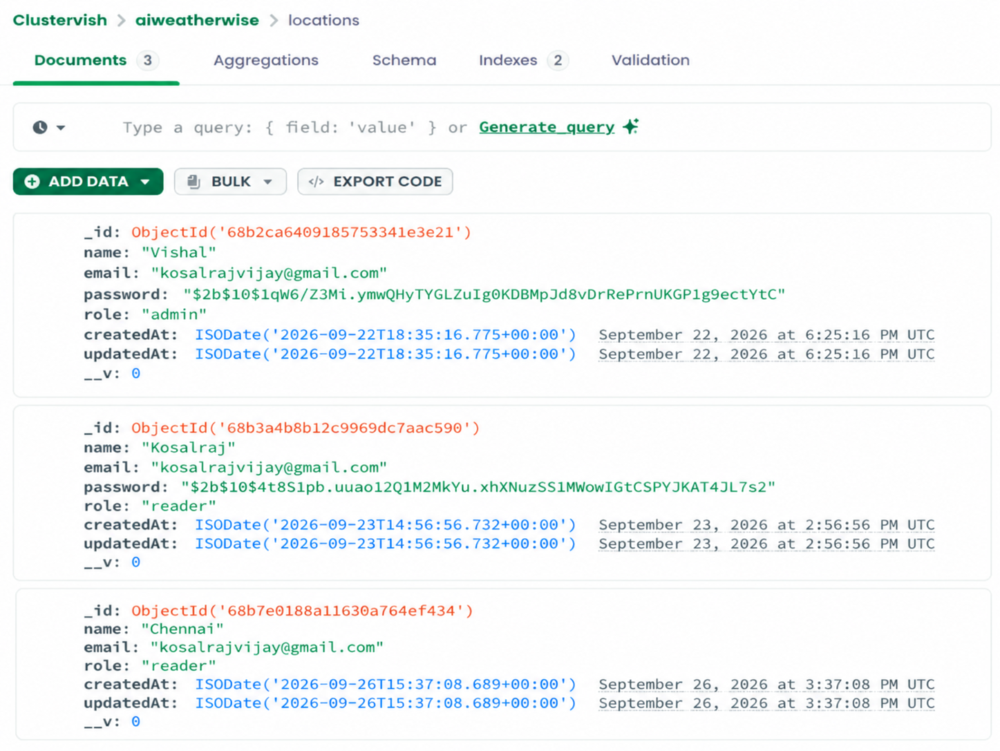 Clustervish > aiweatherwise > locations
Documents 3 Aggregations Schema Indexes 2 Validation
Type a query: { field: 'value' } or Generate_query
ADD DATA BULK </> EXPORT CODE
_id: ObjectId('68b2ca6409185753341e3e21')
name: "Vishal"
email: "kosalrajvijay@gmail.com"
password: "$2b$10$1qW6/Z3Mi.ymwQHyTYGLZuIg0KDBMpJd8vDrRePrnUKGP1g9ectYtC"
role: "admin"
createdAt: ISODate('2026-09-22T18:35:16.775+00:00') September 22, 2026 at 6:25:16 PM UTC
updatedAt: ISODate('2026-09-22T18:35:16.775+00:00') September 22, 2026 at 6:25:16 PM UTC
__v: 0
_id: ObjectId('68b3a4b8b12c9969dc7aac590')
name: "Kosalraj"
email: "kosalrajvijay@gmail.com"
password: "$2b$10$4t8S1pb.uuao12Q1M2MkYu.xhXNuzSS1MWowIGtCSPYJKAT4JL7s2"
role: "reader"
createdAt: ISODate('2026-09-23T14:56:56.732+00:00') September 23, 2026 at 2:56:56 PM UTC
updatedAt: ISODate('2026-09-23T14:56:56.732+00:00') September 23, 2026 at 2:56:56 PM UTC
__v: 0
_id: ObjectId('68b7e0188a11630a764ef434')
name: "Chennai"
email: "kosalrajvijay@gmail.com"
role: "reader"
createdAt: ISODate('2026-09-26T15:37:08.689+00:00') September 26, 2026 at 3:37:08 PM UTC
updatedAt: ISODate('2026-09-26T15:37:08.689+00:00') September 26, 2026 at 3:37:08 PM UTC
__v: 0